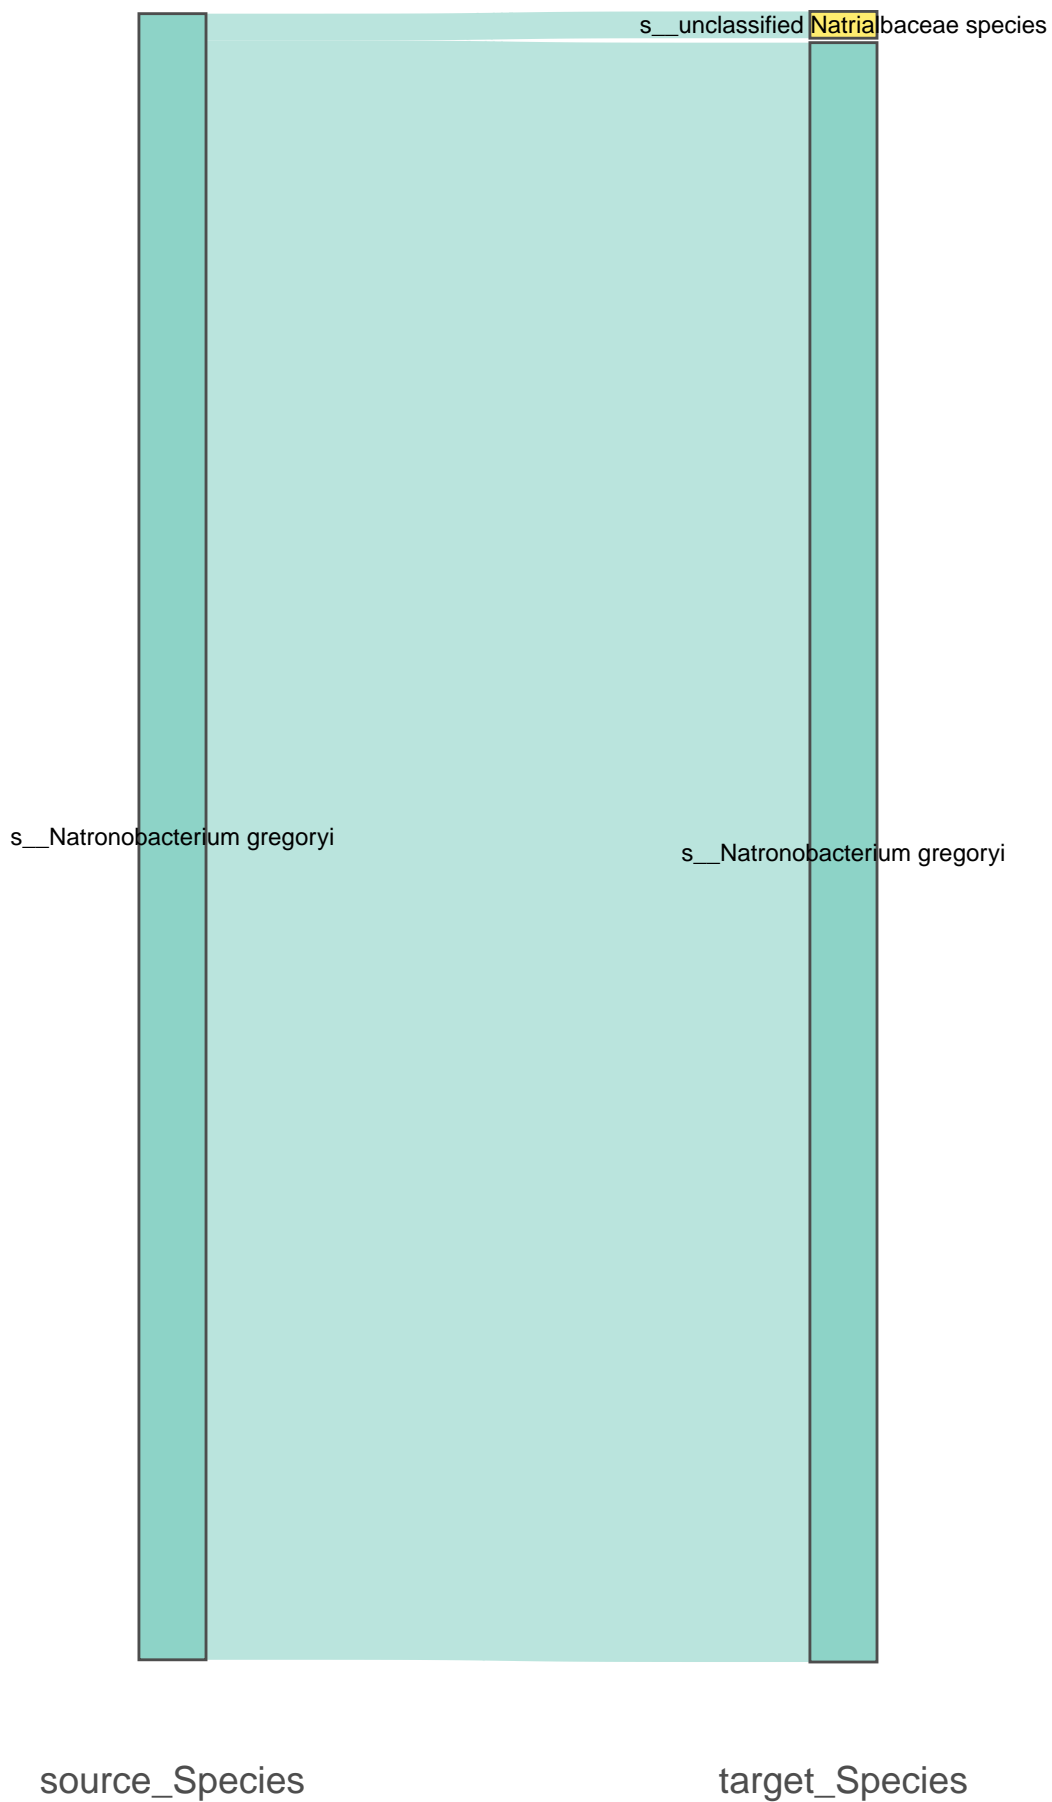 s__unclassified Natrialbaceae species
s__Natronobacterium gregoryi
s__Natronobacterium gregoryi
source_Species
target_Species